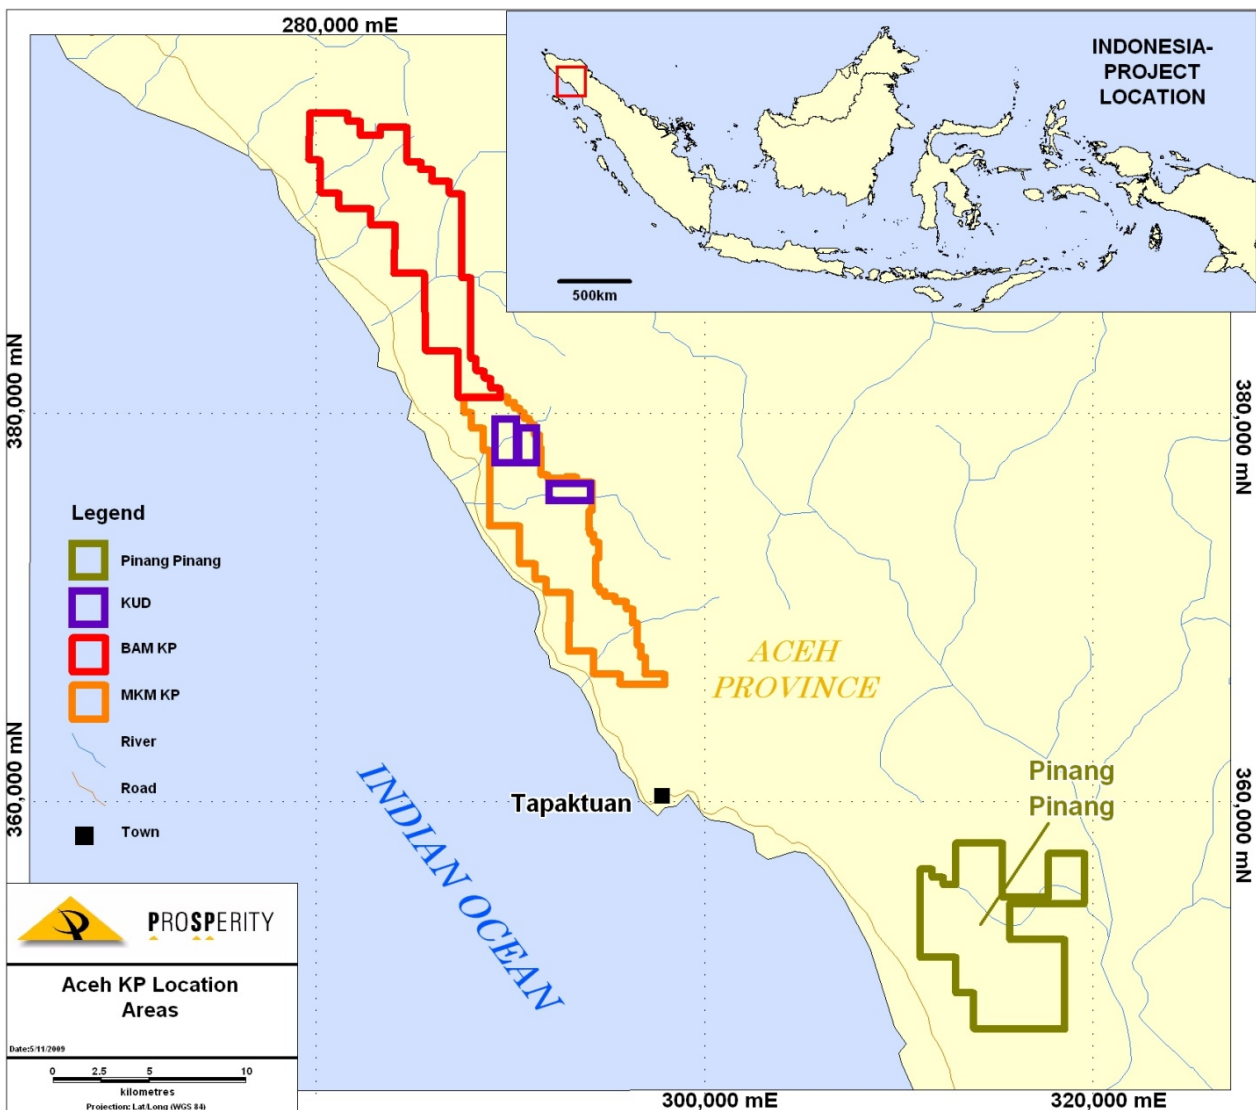 280,000 mE
INDONESIA-
PROJECT
LOCATION
500km
380,000 mN
380,000 mN
Legend
Pinang Pinang
KUD
BAM KP
MKM KP
River
Road
Town
ACEH
PROVINCE
360,000 mN
360,000 mN
Pinang
Pinang
Tapaktuan
INDIAN OCEAN
PROSPERITY
Aceh KP Location
Areas
Date:5/11/2009
0 2.5 5 10
kilometres
Projection: Lat/Long (WGS 84)
300,000 mE
320,000 mE